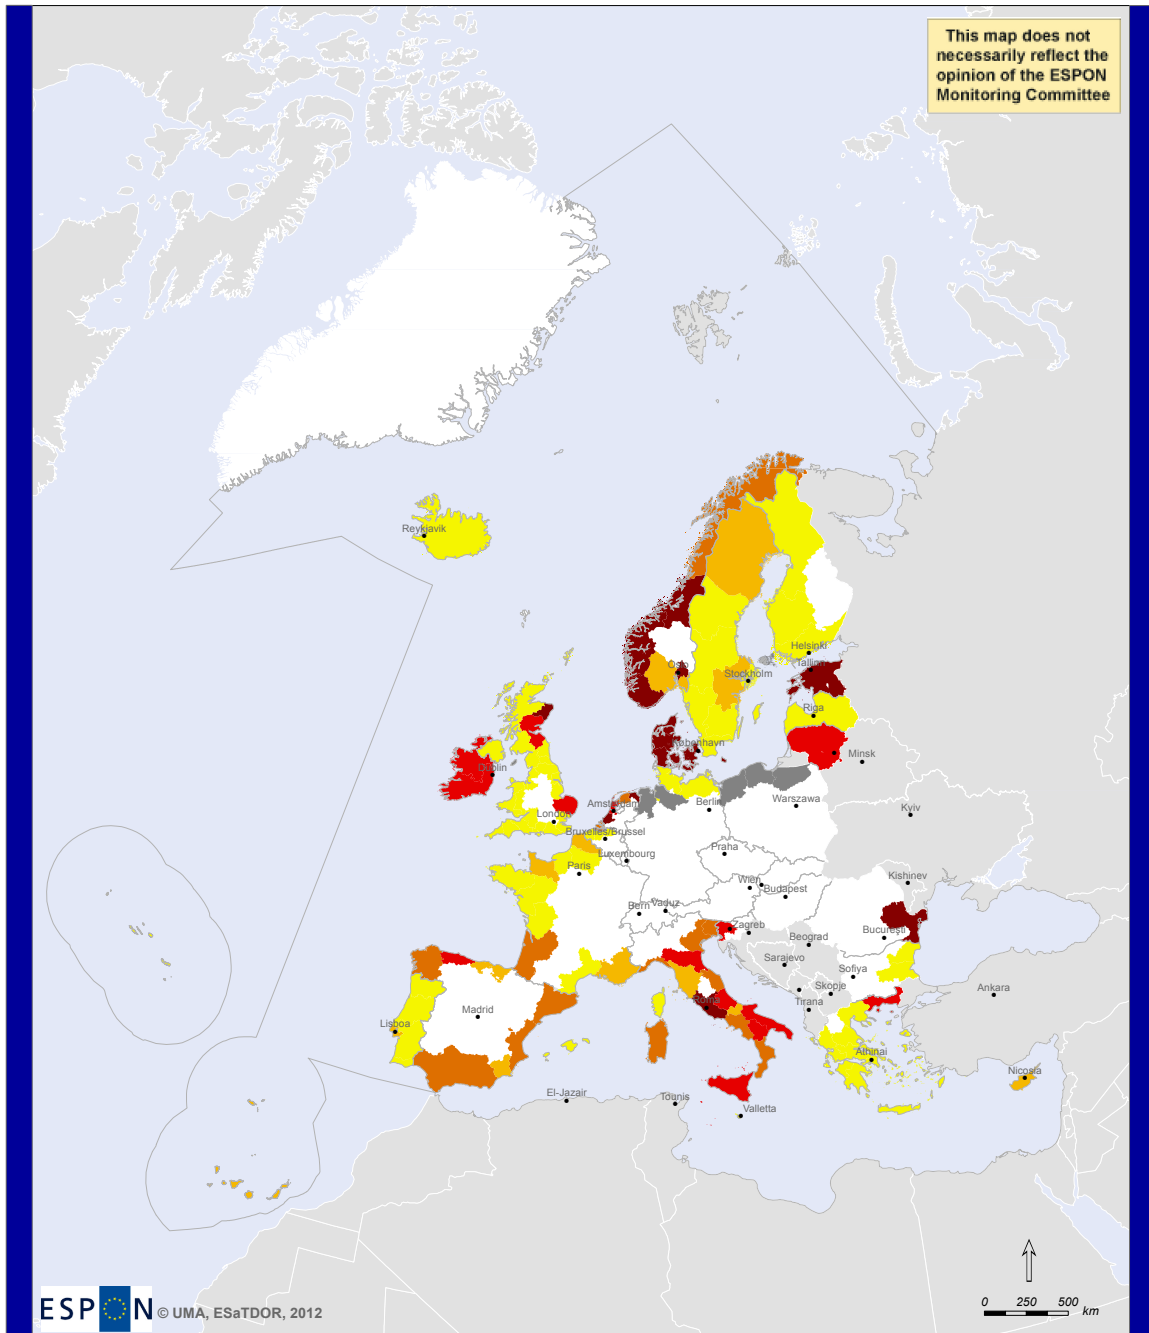 This map does not
necessarily reflect the
opinion of the ESPON
Monitoring Committee
Reykjavik
Helsinki
Tallinn
Oslo
Stockholm
Riga
København
Minsk
Dublin
Amsterdam
Berlin
Warszawa
London
Kyiv
Bruxelles/Brussel
Luxembourg
Praha
Paris
Kishinev
Wien
Budapest
Bern
Vaduz
Zagreb
Bucureşti
Beograd
Sarajevo
Sofiya
Skopje
Ankara
Roma
Tirana
Madrid
Lisboa
Athinai
Nicosia
El-Jazair
Tounis
Valletta
0 250 500
km
ESPON © UMA, ESaTDOR, 2012